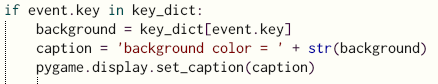 if event.key in key_dict:
    background = key_dict[event.key]
    caption = 'background color = ' + str(background)
    pygame.display.set_caption(caption)